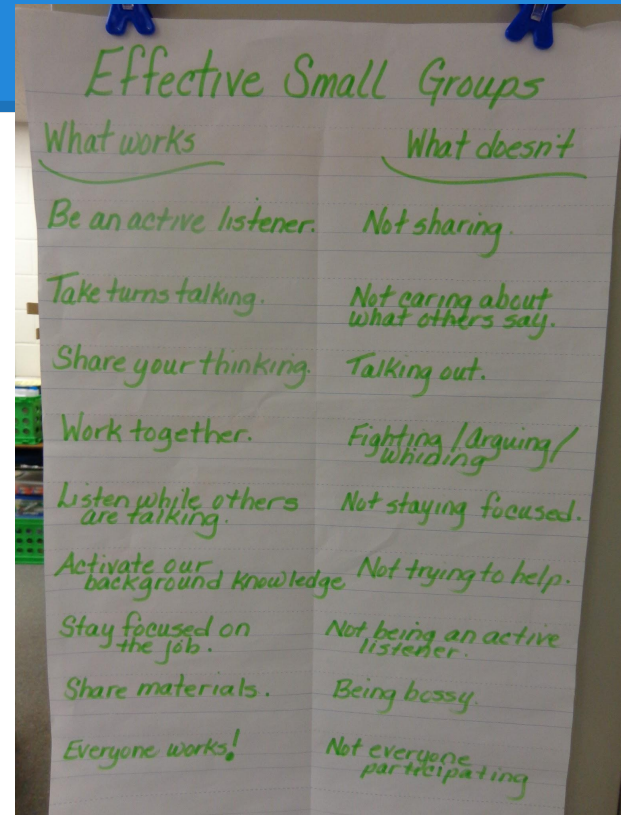 Effective Small Groups
What works
What doesn't
Be an active listener.
Not sharing.
Take turns talking.
Not caring about
what others say.
Share your thinking.
Talking out.
Work together.
Fighting/arguing/
whining
Listen while others
are talking.
Not staying focused.
Activate our
background knowledge
Not trying to help.
Stay focused on
the job.
Not being an active
listener.
Share materials.
Being bossy.
Everyone works!
Not everyone
participating